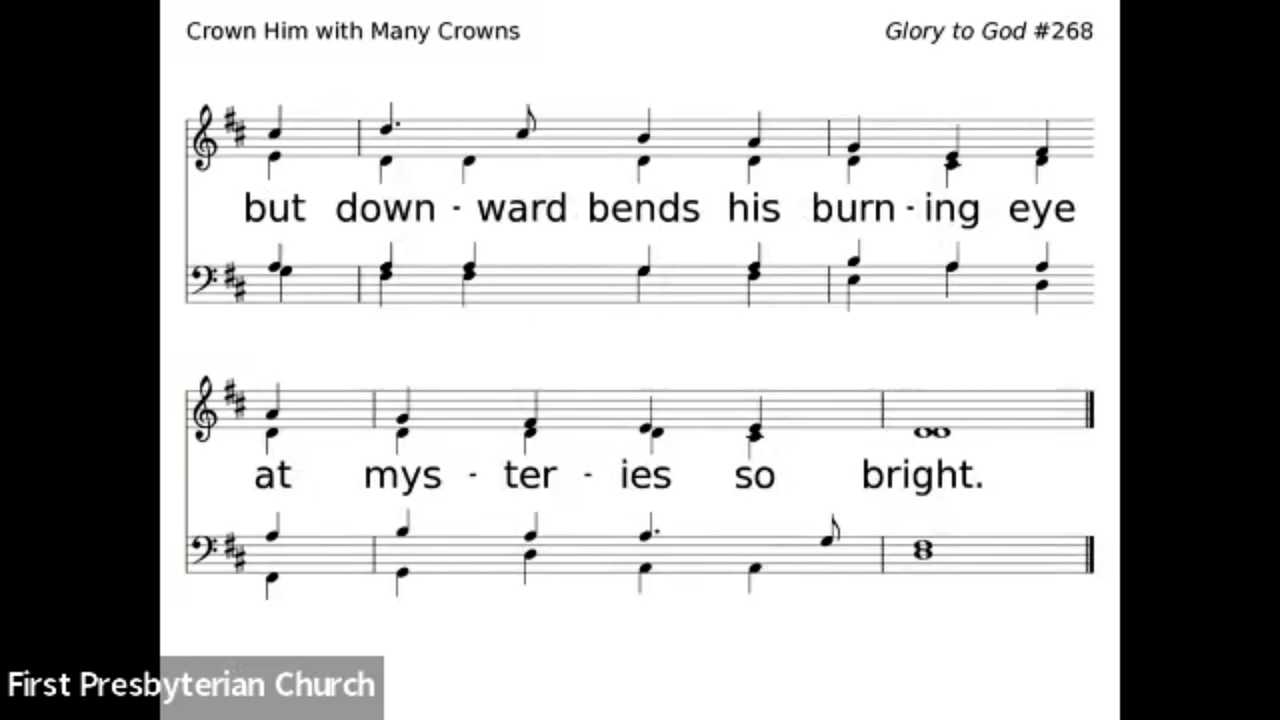 Crown Him with Many Crowns
Glory to God #268
but down - ward bends his burn - ing eye
at mys - ter - ies so bright.
First Presbyterian Church